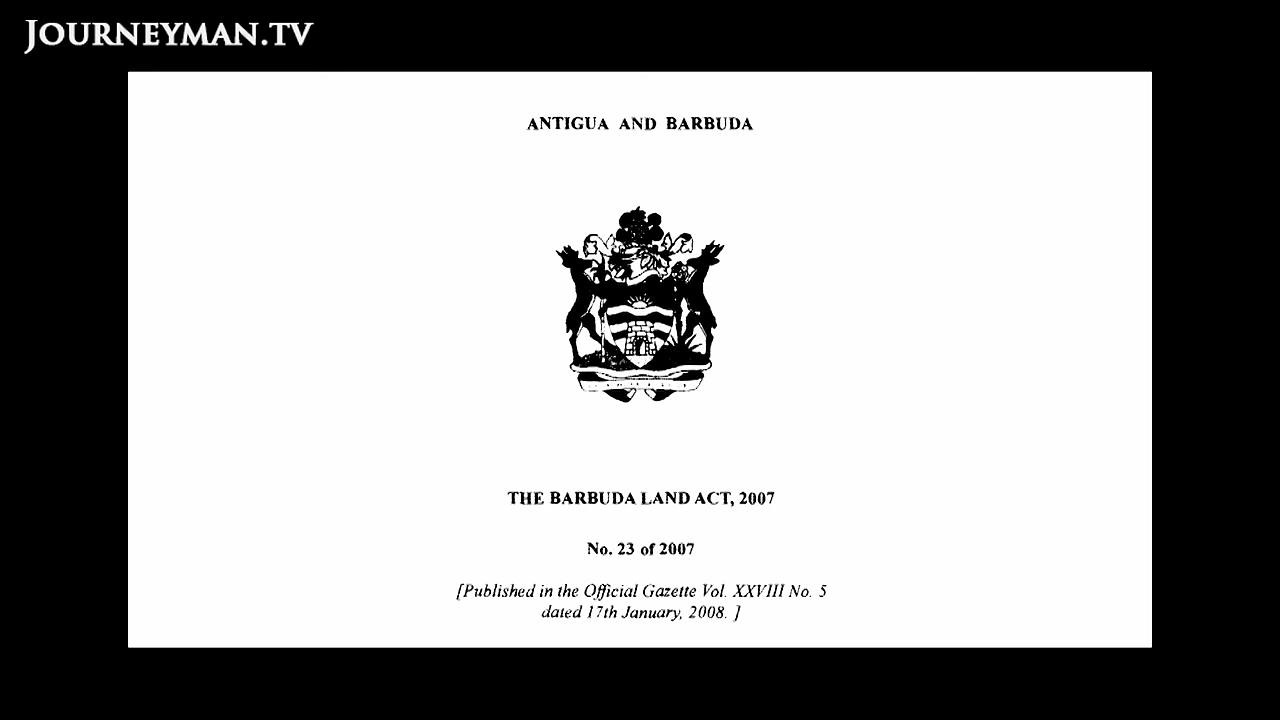 JOURNEYMAN.TV
ANTIGUA AND BARBUDA
THE BARBUDA LAND ACT, 2007
No. 23 of 2007
[Published in the Official Gazette Vol. XXVIII No. 5
dated 17th January, 2008. ]